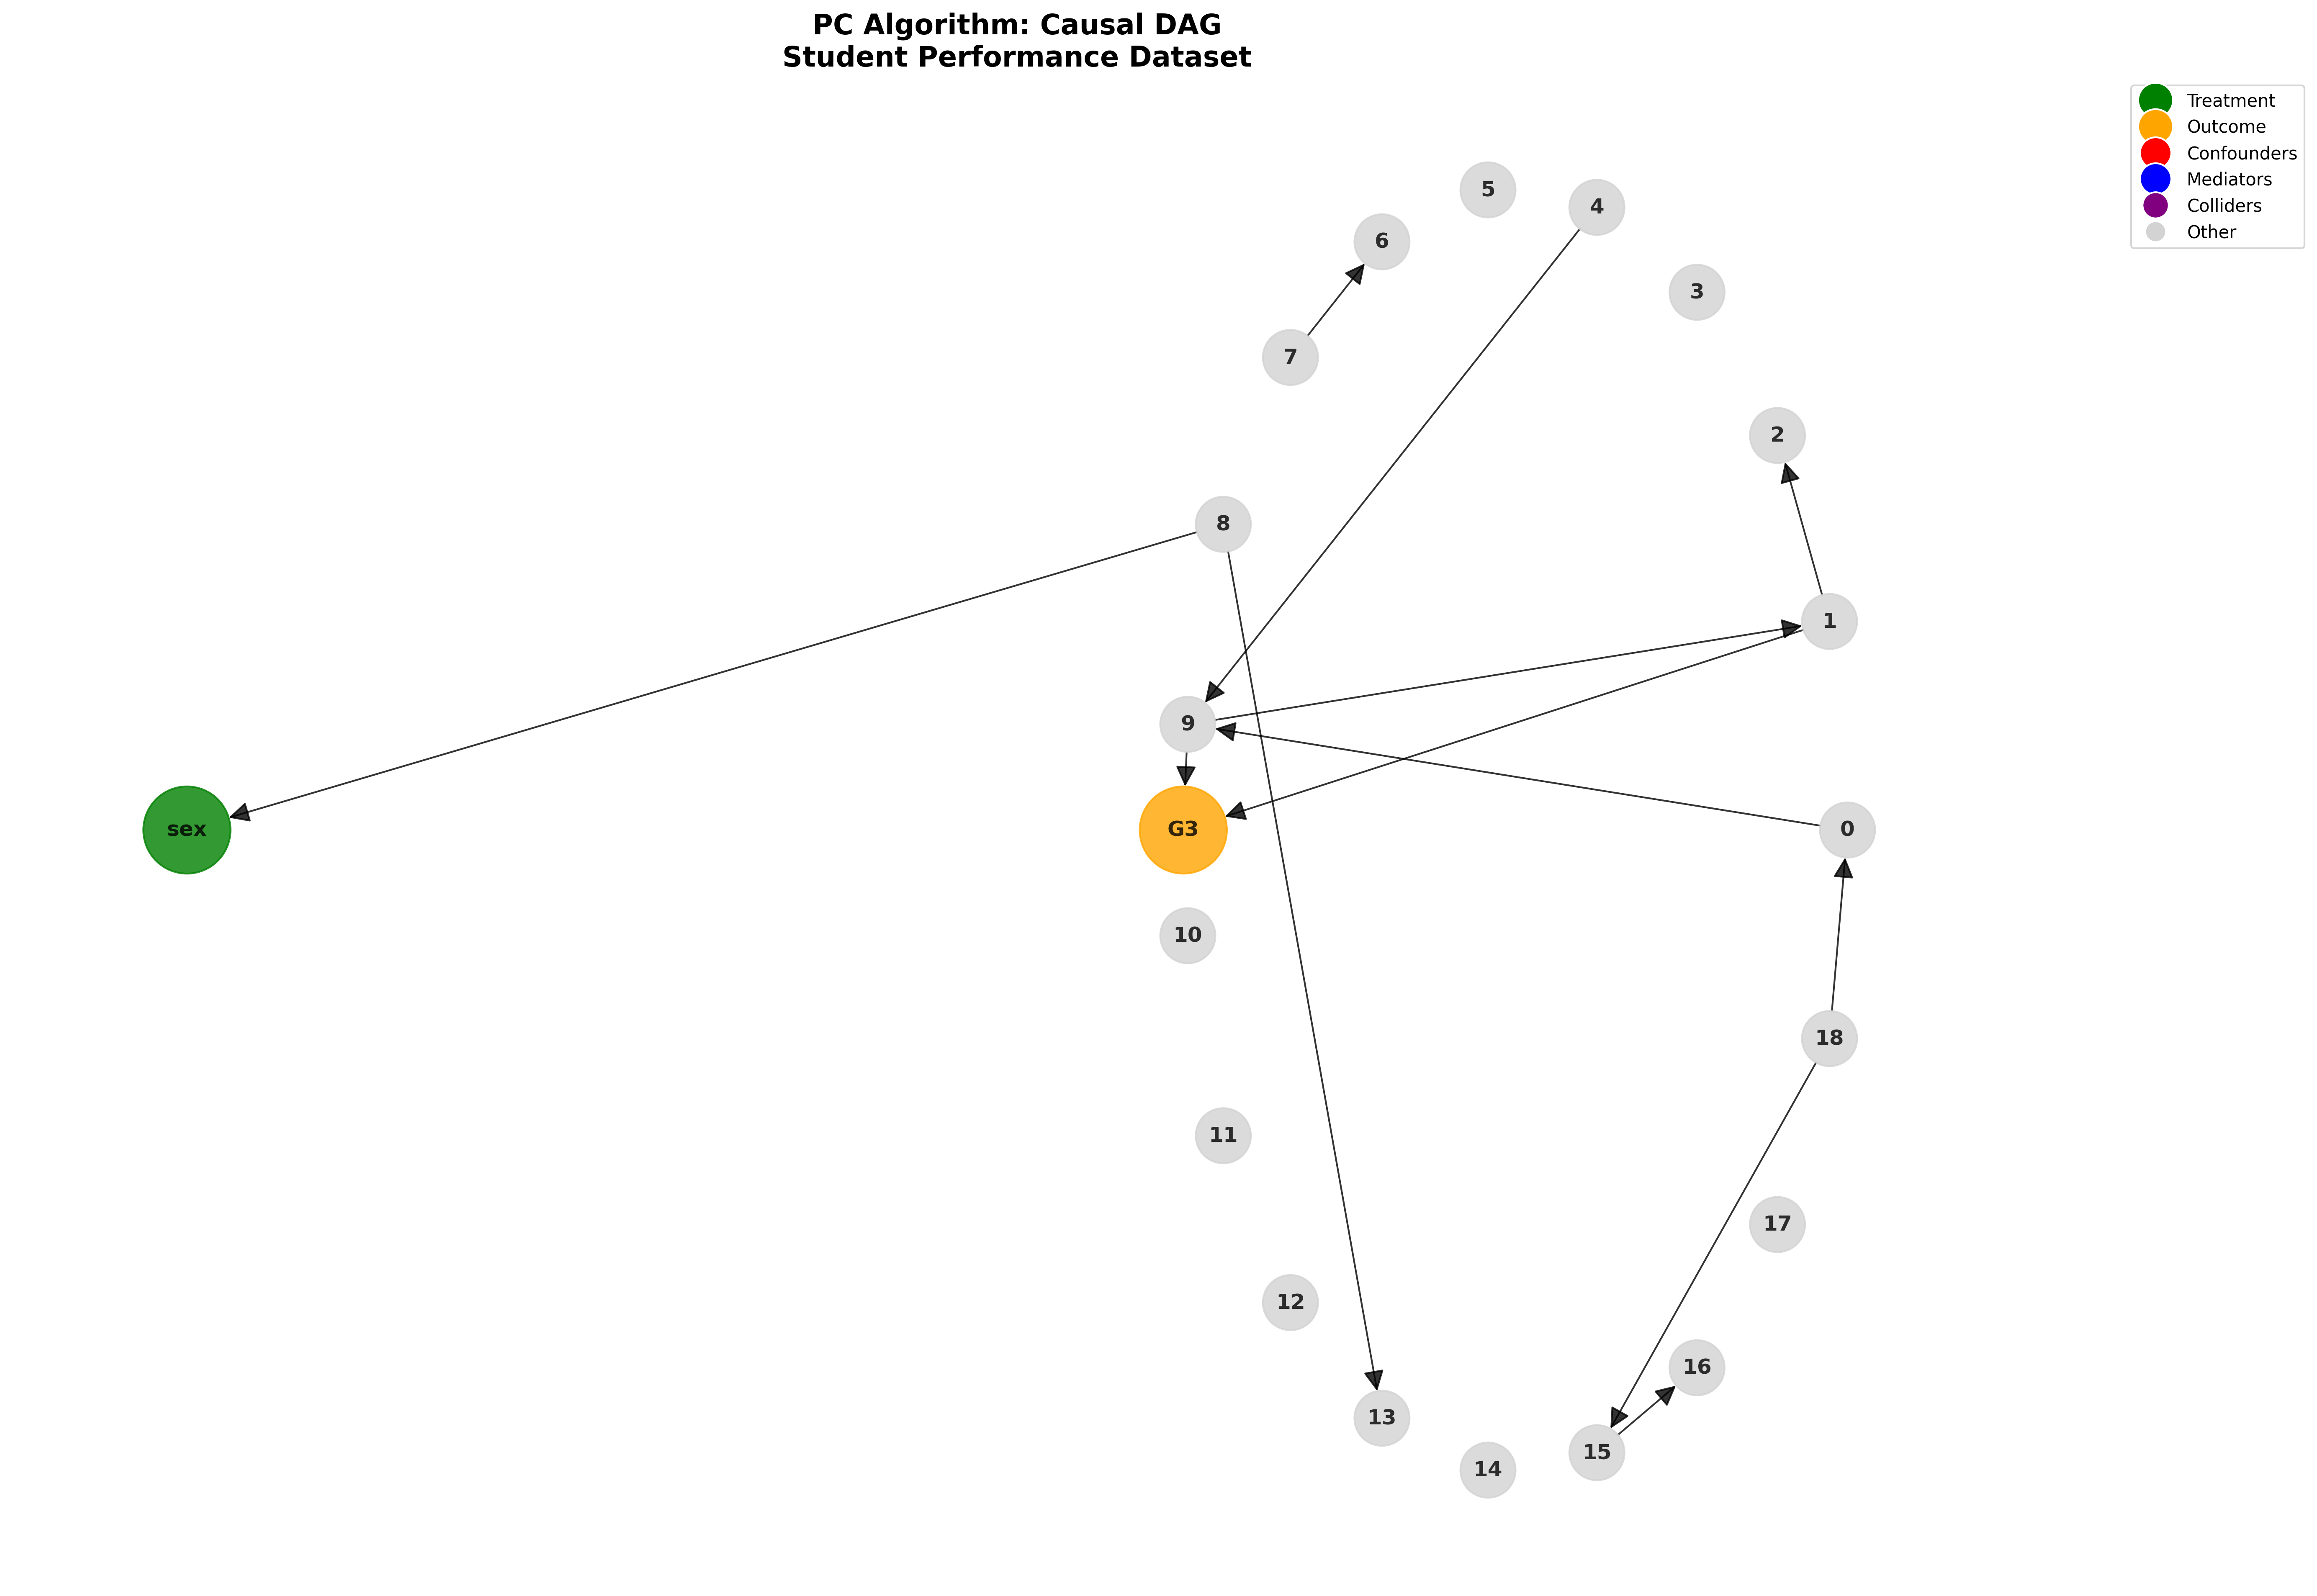 PC Algorithm: Causal DAG
Student Performance Dataset
Treatment
Outcome
Confounders
Mediators
Colliders
Other
5
4
6
3
7
2
8
1
9
sex
G3
0
10
18
11
17
12
16
13
15
14